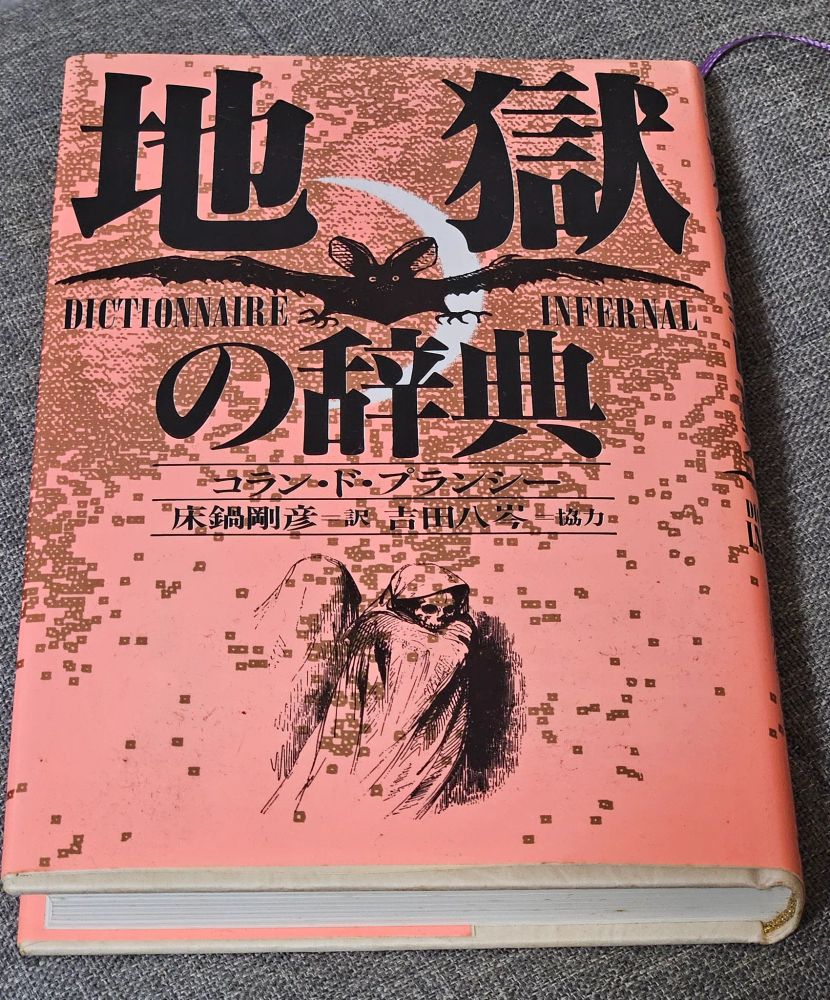 地獄
DICTIONNAIRE INFERNAL
の辞典
コラン・ド・プランシー
床鍋剛彦─訳 吉田八岑─協力